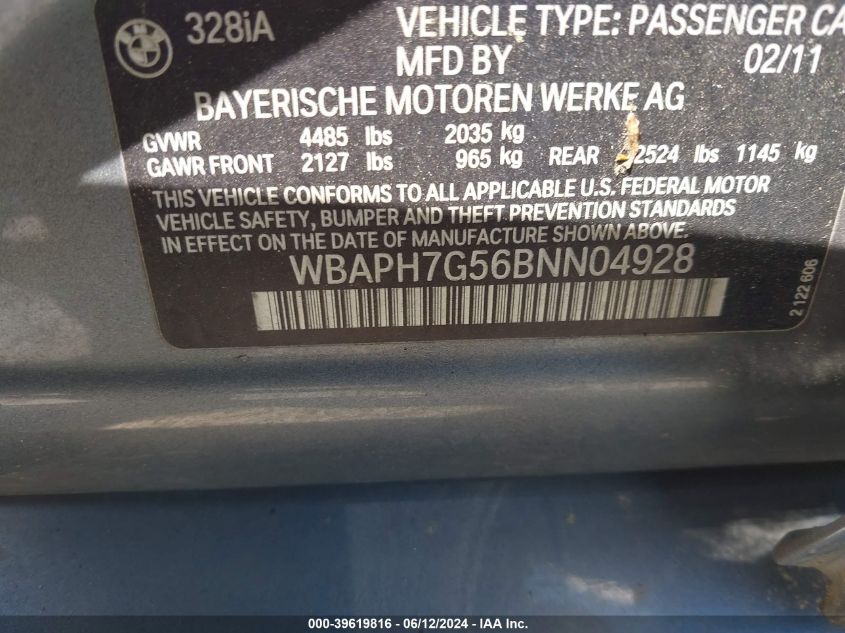 BMW
328iA VEHICLE TYPE: PASSENGER CA
MFD BY 02/11
BAYERISCHE MOTOREN WERKE AG
GVWR 4485 lbs 2035 kg
GAWR FRONT 2127 lbs 965 kg REAR 2524 lbs 1145 kg
THIS VEHICLE CONFORMS TO ALL APPLICABLE U.S. FEDERAL MOTOR
VEHICLE SAFETY, BUMPER AND THEFT PREVENTION STANDARDS
IN EFFECT ON THE DATE OF MANUFACTURE SHOWN ABOVE.
WBAPH7G56BNN04928
2 122 606
000-39619816 - 06/12/2024 - IAA Inc.